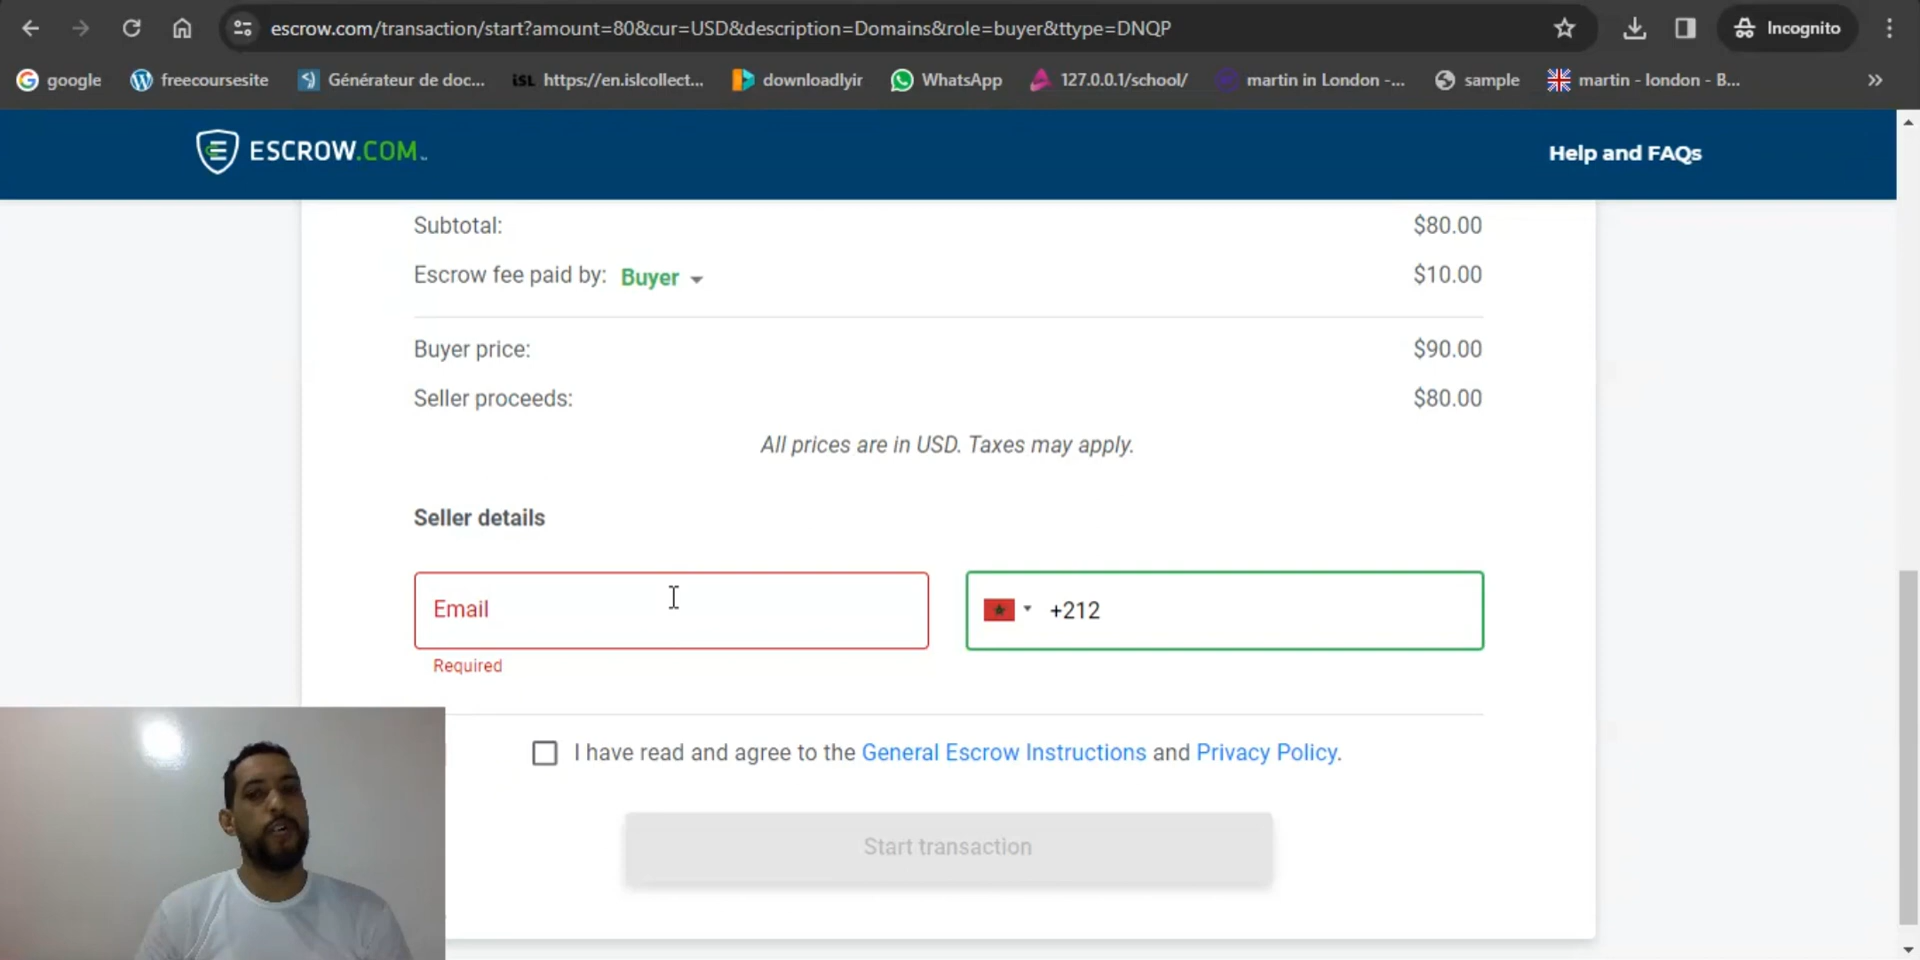 escrow.com/transaction/start?amount=80&cur=USD&description=Domains&role=buyer&ttype=DNQP
Incognito
google
freecoursesite
Générateur de doc...
iSL https://en.islcollect...
downloadlyir
WhatsApp
127.0.0.1/school/
martin in London -...
sample
martin - london - B...
ESCROW.COM
Help and FAQs
Subtotal: $80.00
Escrow fee paid by: Buyer $10.00
Buyer price: $90.00
Seller proceeds: $80.00
All prices are in USD. Taxes may apply.
Seller details
Email +212
Required
I have read and agree to the General Escrow Instructions and Privacy Policy.
Start transaction